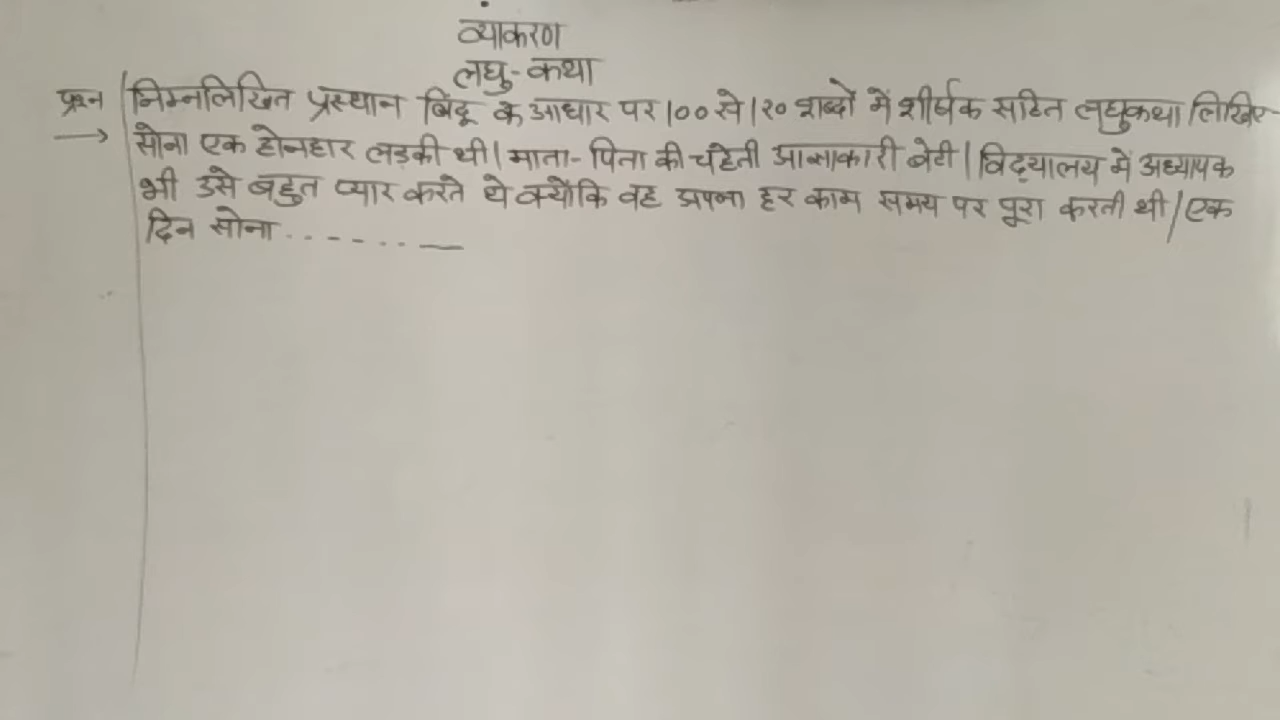 व्याकरण
लघु-कथा
प्रश्न निम्नलिखित प्रस्थान बिंदू के आधार पर १०० से १२० शब्दों में शीर्षक सहित लघुकथा लिखिए
→ सोना एक होनहार लड़की थी। माता-पिता की चहेती आज्ञाकारी बेटी। विद्यालय में अध्यापक
भी उसे बहुत प्यार करते थे क्योंकि वह अपना हर काम समय पर पूरा करती थी। एक
दिन सोना ........